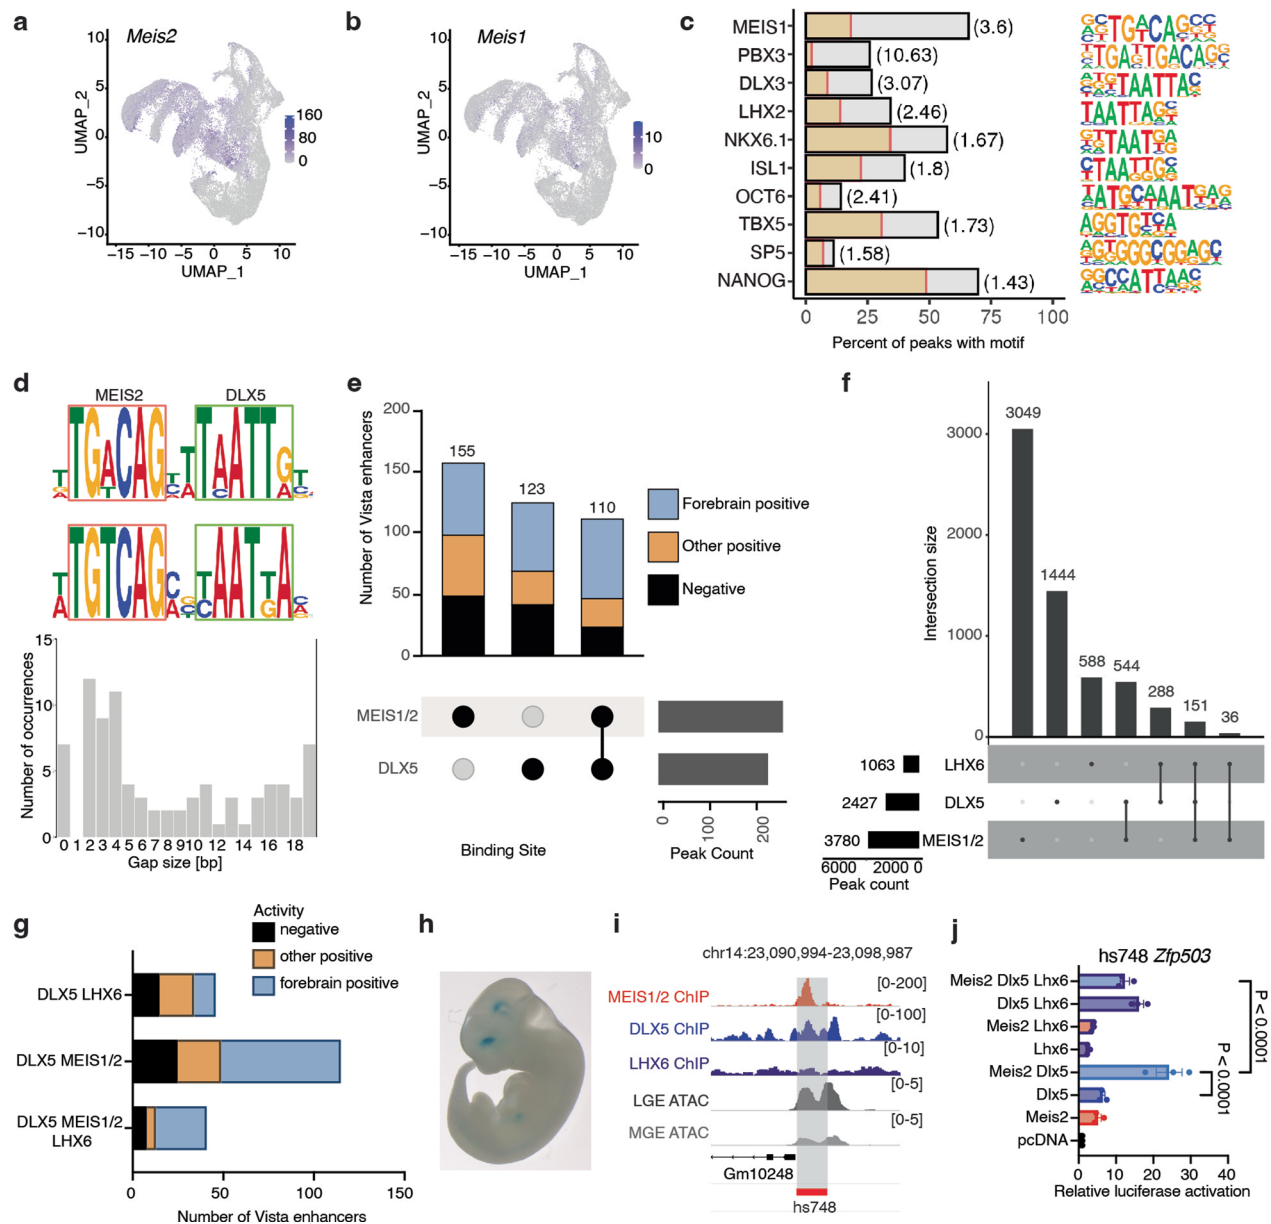 a
Meis2
10
5
0
−5
−10
UMAP_2
−15 −10 −5 0 5 10
UMAP_1
160
80
0
b
Meis1
10
5
0
−5
−10
UMAP_2
−15 −10 −5 0 5 10
UMAP_1
10
0
c
MEIS1 (3.6)
PBX3 (10.63)
DLX3 (3.07)
LHX2 (2.46)
NKX6.1 (1.67)
ISL1 (1.8)
OCT6 (2.41)
TBX5 (1.73)
SP5 (1.58)
NANOG (1.43)
0 25 50 75 100
Percent of peaks with motif
d
MEIS2 DLX5
15
10
5
0
Number of occurrences
0 1 2 3 4 5 6 7 8 9 10 12 14 16 18
Gap size [bp]
e
200
150
100
50
0
Number of Vista enhancers
155
123
110
Forebrain positive
Other positive
Negative
MEIS1/2
DLX5
Binding Site
0 100 200
Peak Count
f
3000
2000
1000
0
Intersection size
3049
1444
588
544
288
151
36
1063 LHX6
2427 DLX5
3780 MEIS1/2
6000 2000 0
Peak count
g
Activity
negative
other positive
forebrain positive
DLX5 LHX6
DLX5 MEIS1/2
DLX5 MEIS1/2
LHX6
0 50 100 150
Number of Vista enhancers
h
i
chr14:23,090,994-23,098,987
[0-200]
MEIS1/2 ChIP
[0-100]
DLX5 ChIP
[0-10]
LHX6 ChIP
[0-5]
LGE ATAC
[0-5]
MGE ATAC
Gm10248
hs748
j
hs748 Zfp503
Meis2 Dlx5 Lhx6
Dlx5 Lhx6
Meis2 Lhx6
Lhx6
Meis2 Dlx5
Dlx5
Meis2
pcDNA
P < 0.0001
P < 0.0001
0 10 20 30 40
Relative luciferase activation